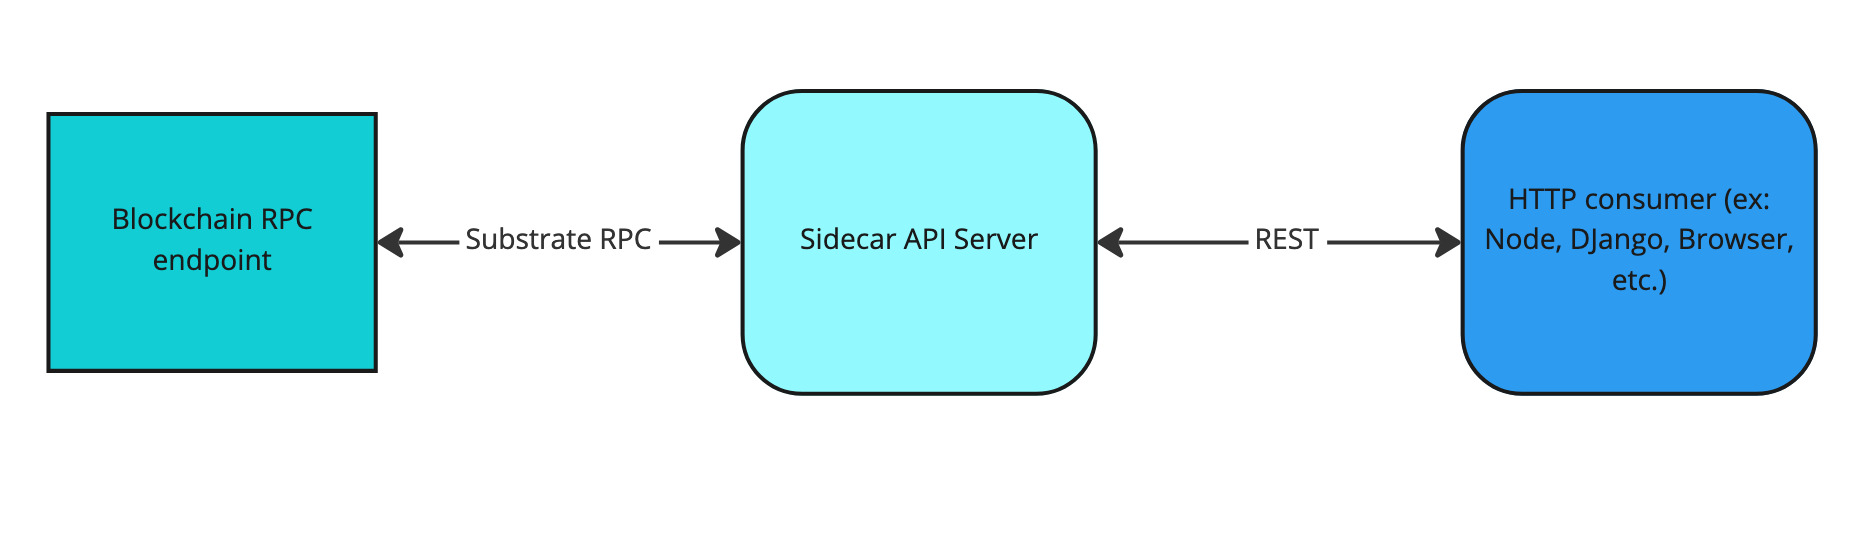 Blockchain RPC
endpoint
Substrate RPC
Sidecar API Server
REST
HTTP consumer (ex:
Node, DJango, Browser,
etc.)